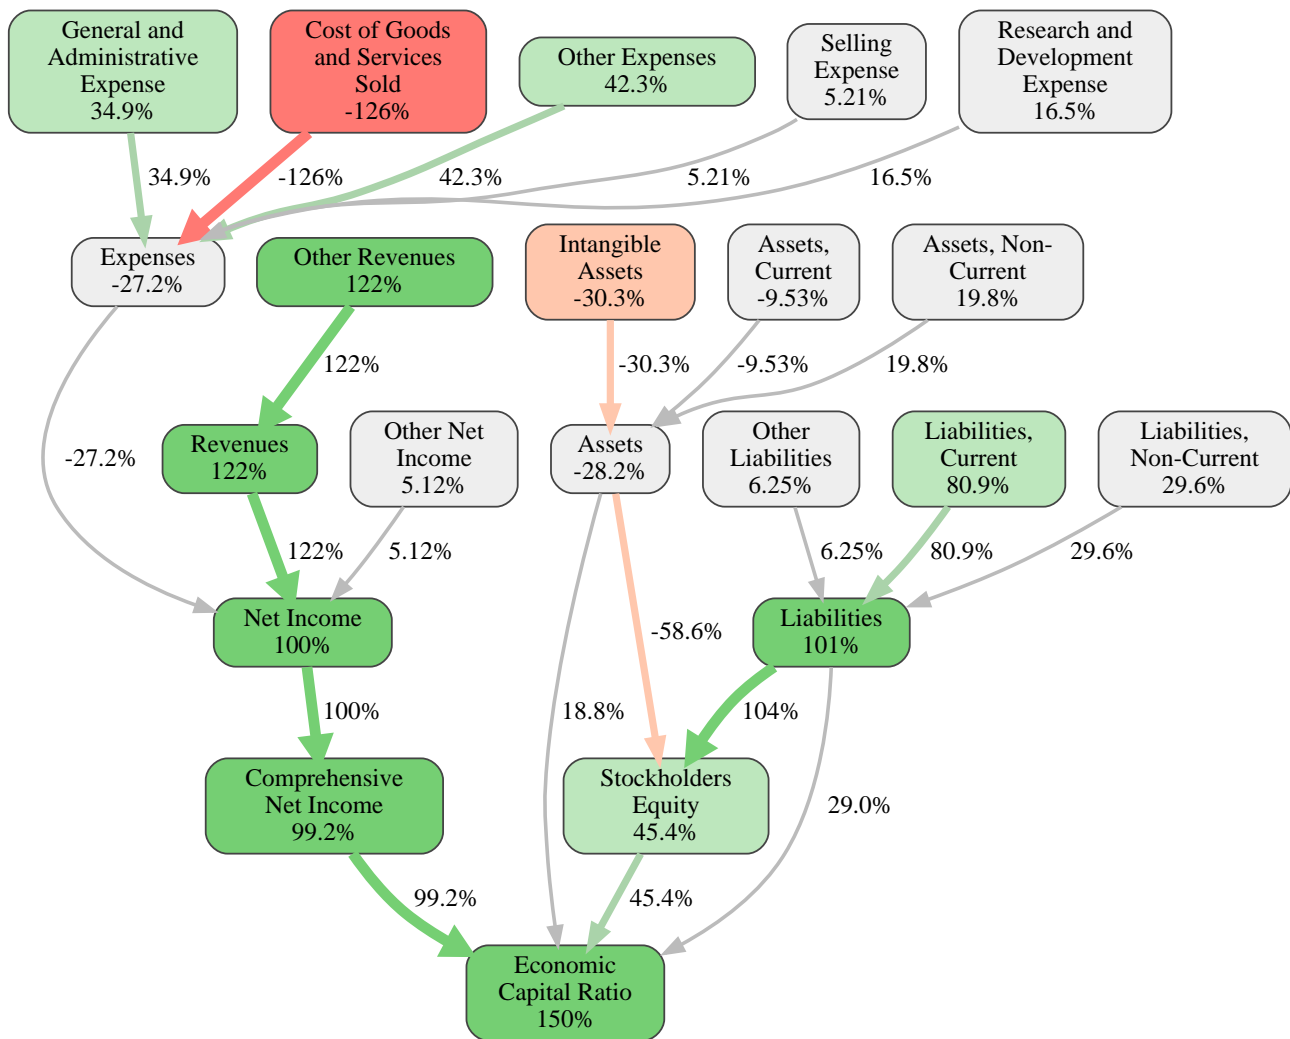 General and
Administrative
Expense
34.9%
Cost of Goods
and Services
Sold
-126%
Other Expenses
42.3%
Selling
Expense
5.21%
Research and
Development
Expense
16.5%
34.9%
-126%
42.3%
5.21%
16.5%
Expenses
-27.2%
Other Revenues
122%
Intangible
Assets
-30.3%
Assets,
Current
-9.53%
Assets, Non-
Current
19.8%
122%
-30.3%
-9.53%
19.8%
-27.2%
Revenues
122%
Other Net
Income
5.12%
Assets
-28.2%
Other
Liabilities
6.25%
Liabilities,
Current
80.9%
Liabilities,
Non-Current
29.6%
122%
5.12%
6.25%
80.9%
29.6%
Net Income
100%
-58.6%
Liabilities
101%
100%
18.8%
104%
29.0%
Comprehensive
Net Income
99.2%
Stockholders
Equity
45.4%
99.2%
45.4%
Economic
Capital Ratio
150%